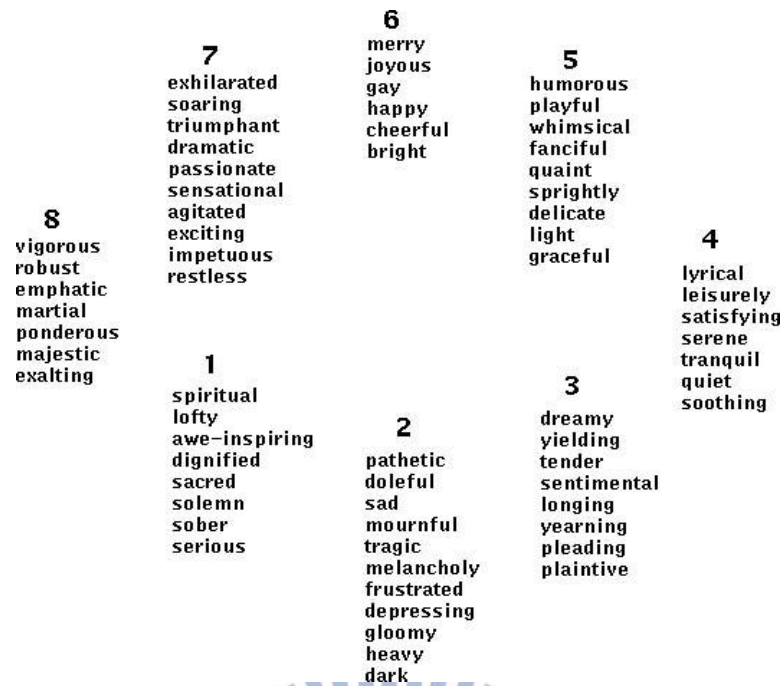 6
merry
joyous
gay
happy
cheerful
bright
7
exhilarated
soaring
triumphant
dramatic
passionate
sensational
agitated
exciting
impetuous
restless
5
humorous
playful
whimsical
fanciful
quaint
sprightly
delicate
light
graceful
8
vigorous
robust
emphatic
martial
ponderous
majestic
exalting
4
lyrical
leisurely
satisfying
serene
tranquil
quiet
soothing
1
spiritual
lofty
awe-inspiring
dignified
sacred
solemn
sober
serious
2
pathetic
doleful
sad
mournful
tragic
melancholy
frustrated
depressing
gloomy
heavy
dark
3
dreamy
yielding
tender
sentimental
longing
yearning
pleading
plaintive